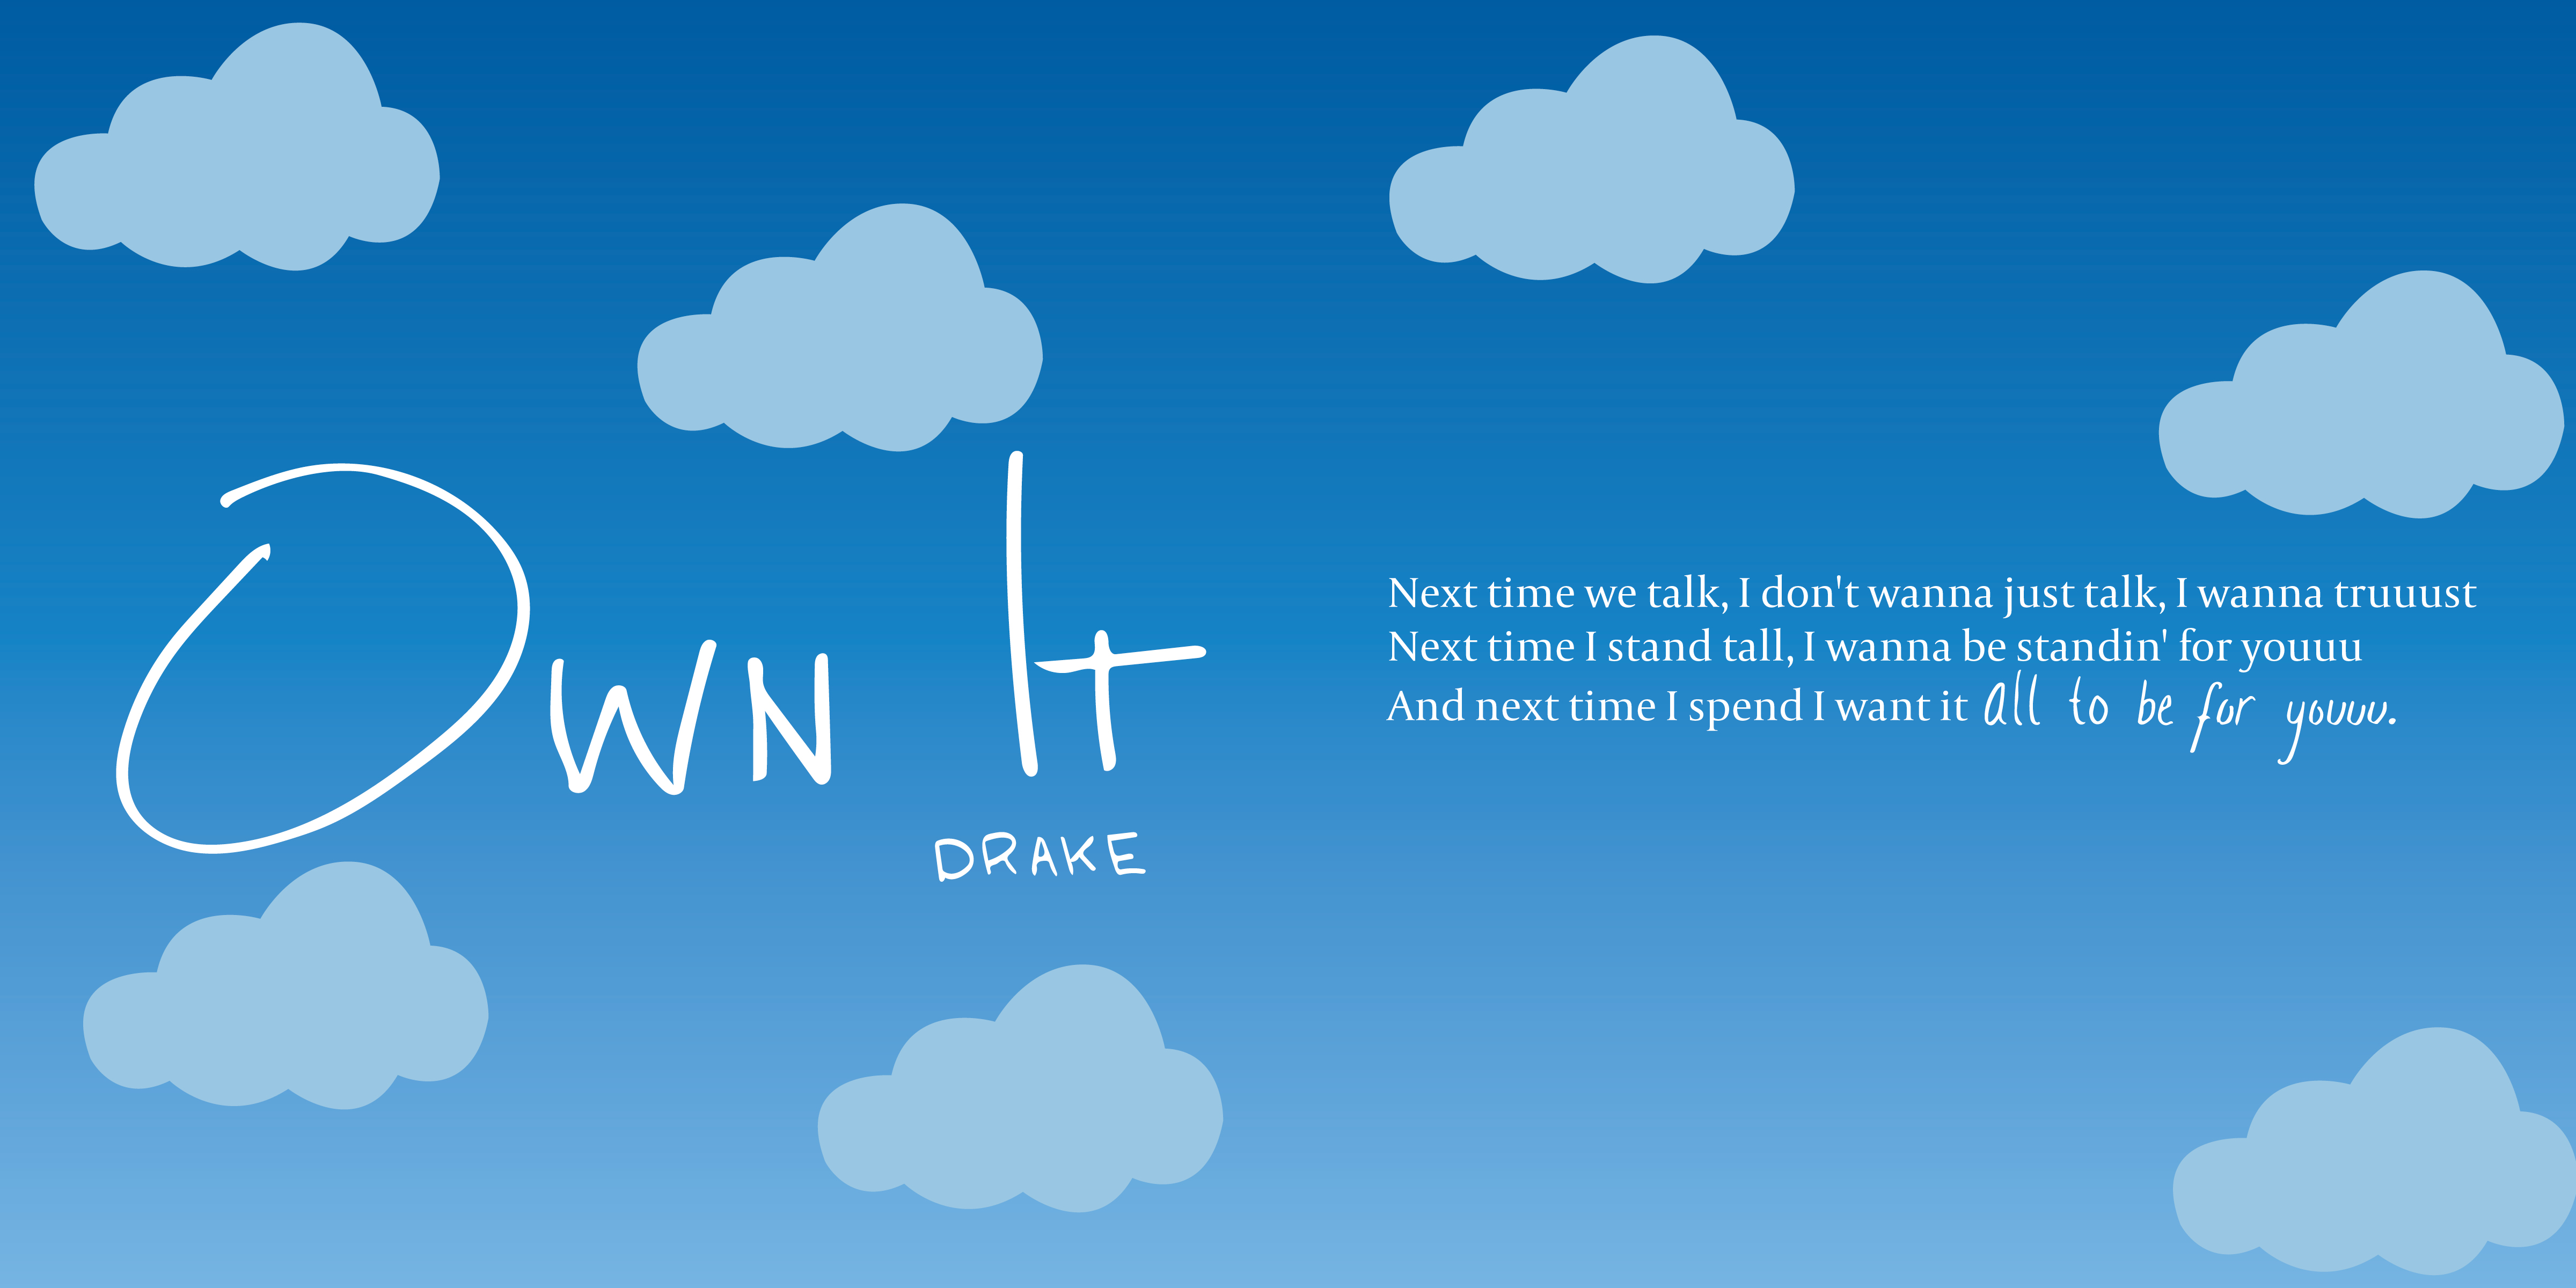 Own It
DRAKE
Next time we talk, I don't wanna just talk, I wanna truuust
Next time I stand tall, I wanna be standin' for youuu
And next time I spend I want it all to be for youuu.